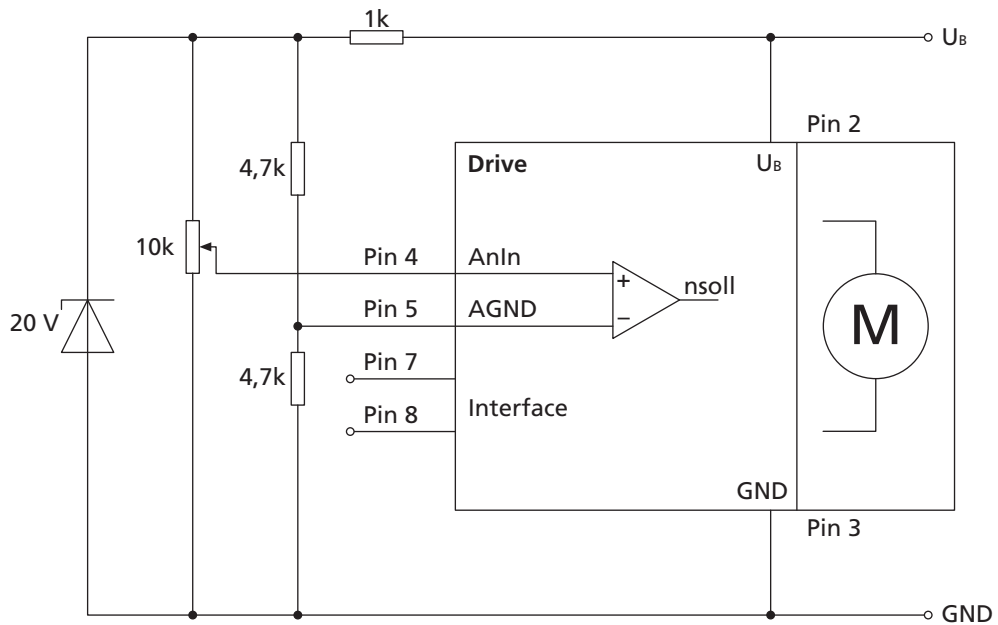 1k
U_B
Pin 2
Drive
U_B
4,7k
10k
Pin 4
AnIn
+
nsoll
20 V
Pin 5
AGND
−
M
4,7k
Pin 7
Interface
Pin 8
GND
Pin 3
GND